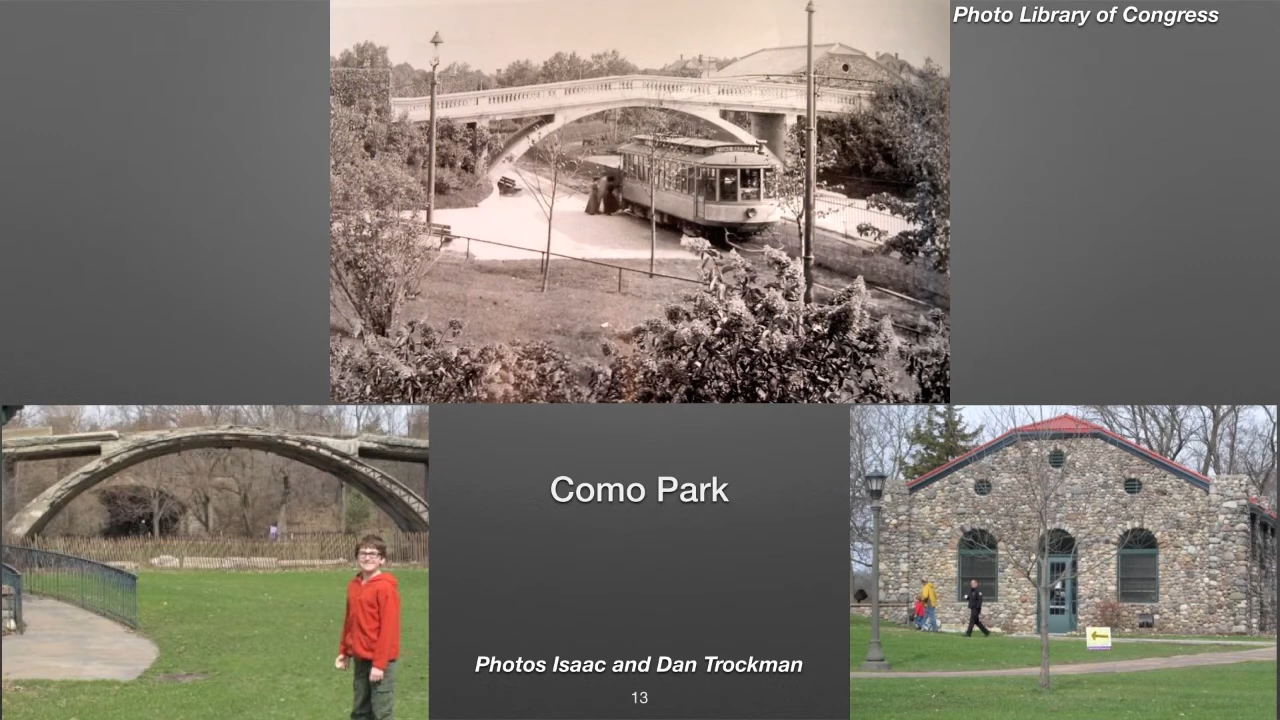 Photo Library of Congress
Como Park
Photos Isaac and Dan Trockman
13